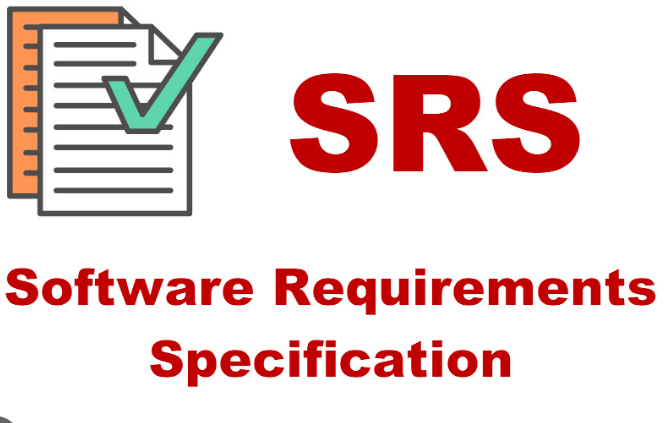 SRS
Software Requirements
Specification